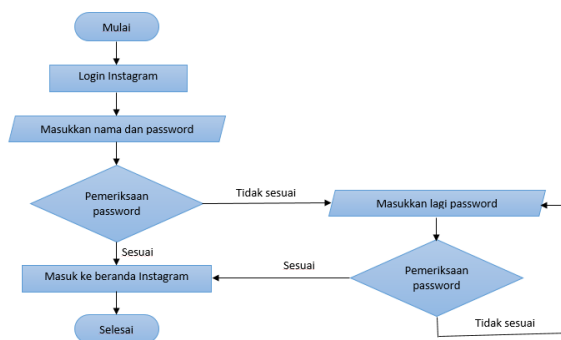 Mulai
Login Instagram
Masukkan nama dan password
Pemeriksaan
password
Tidak sesuai
Masukkan lagi password
Sesuai
Masuk ke beranda Instagram
Sesuai
Pemeriksaan
password
Tidak sesuai
Selesai